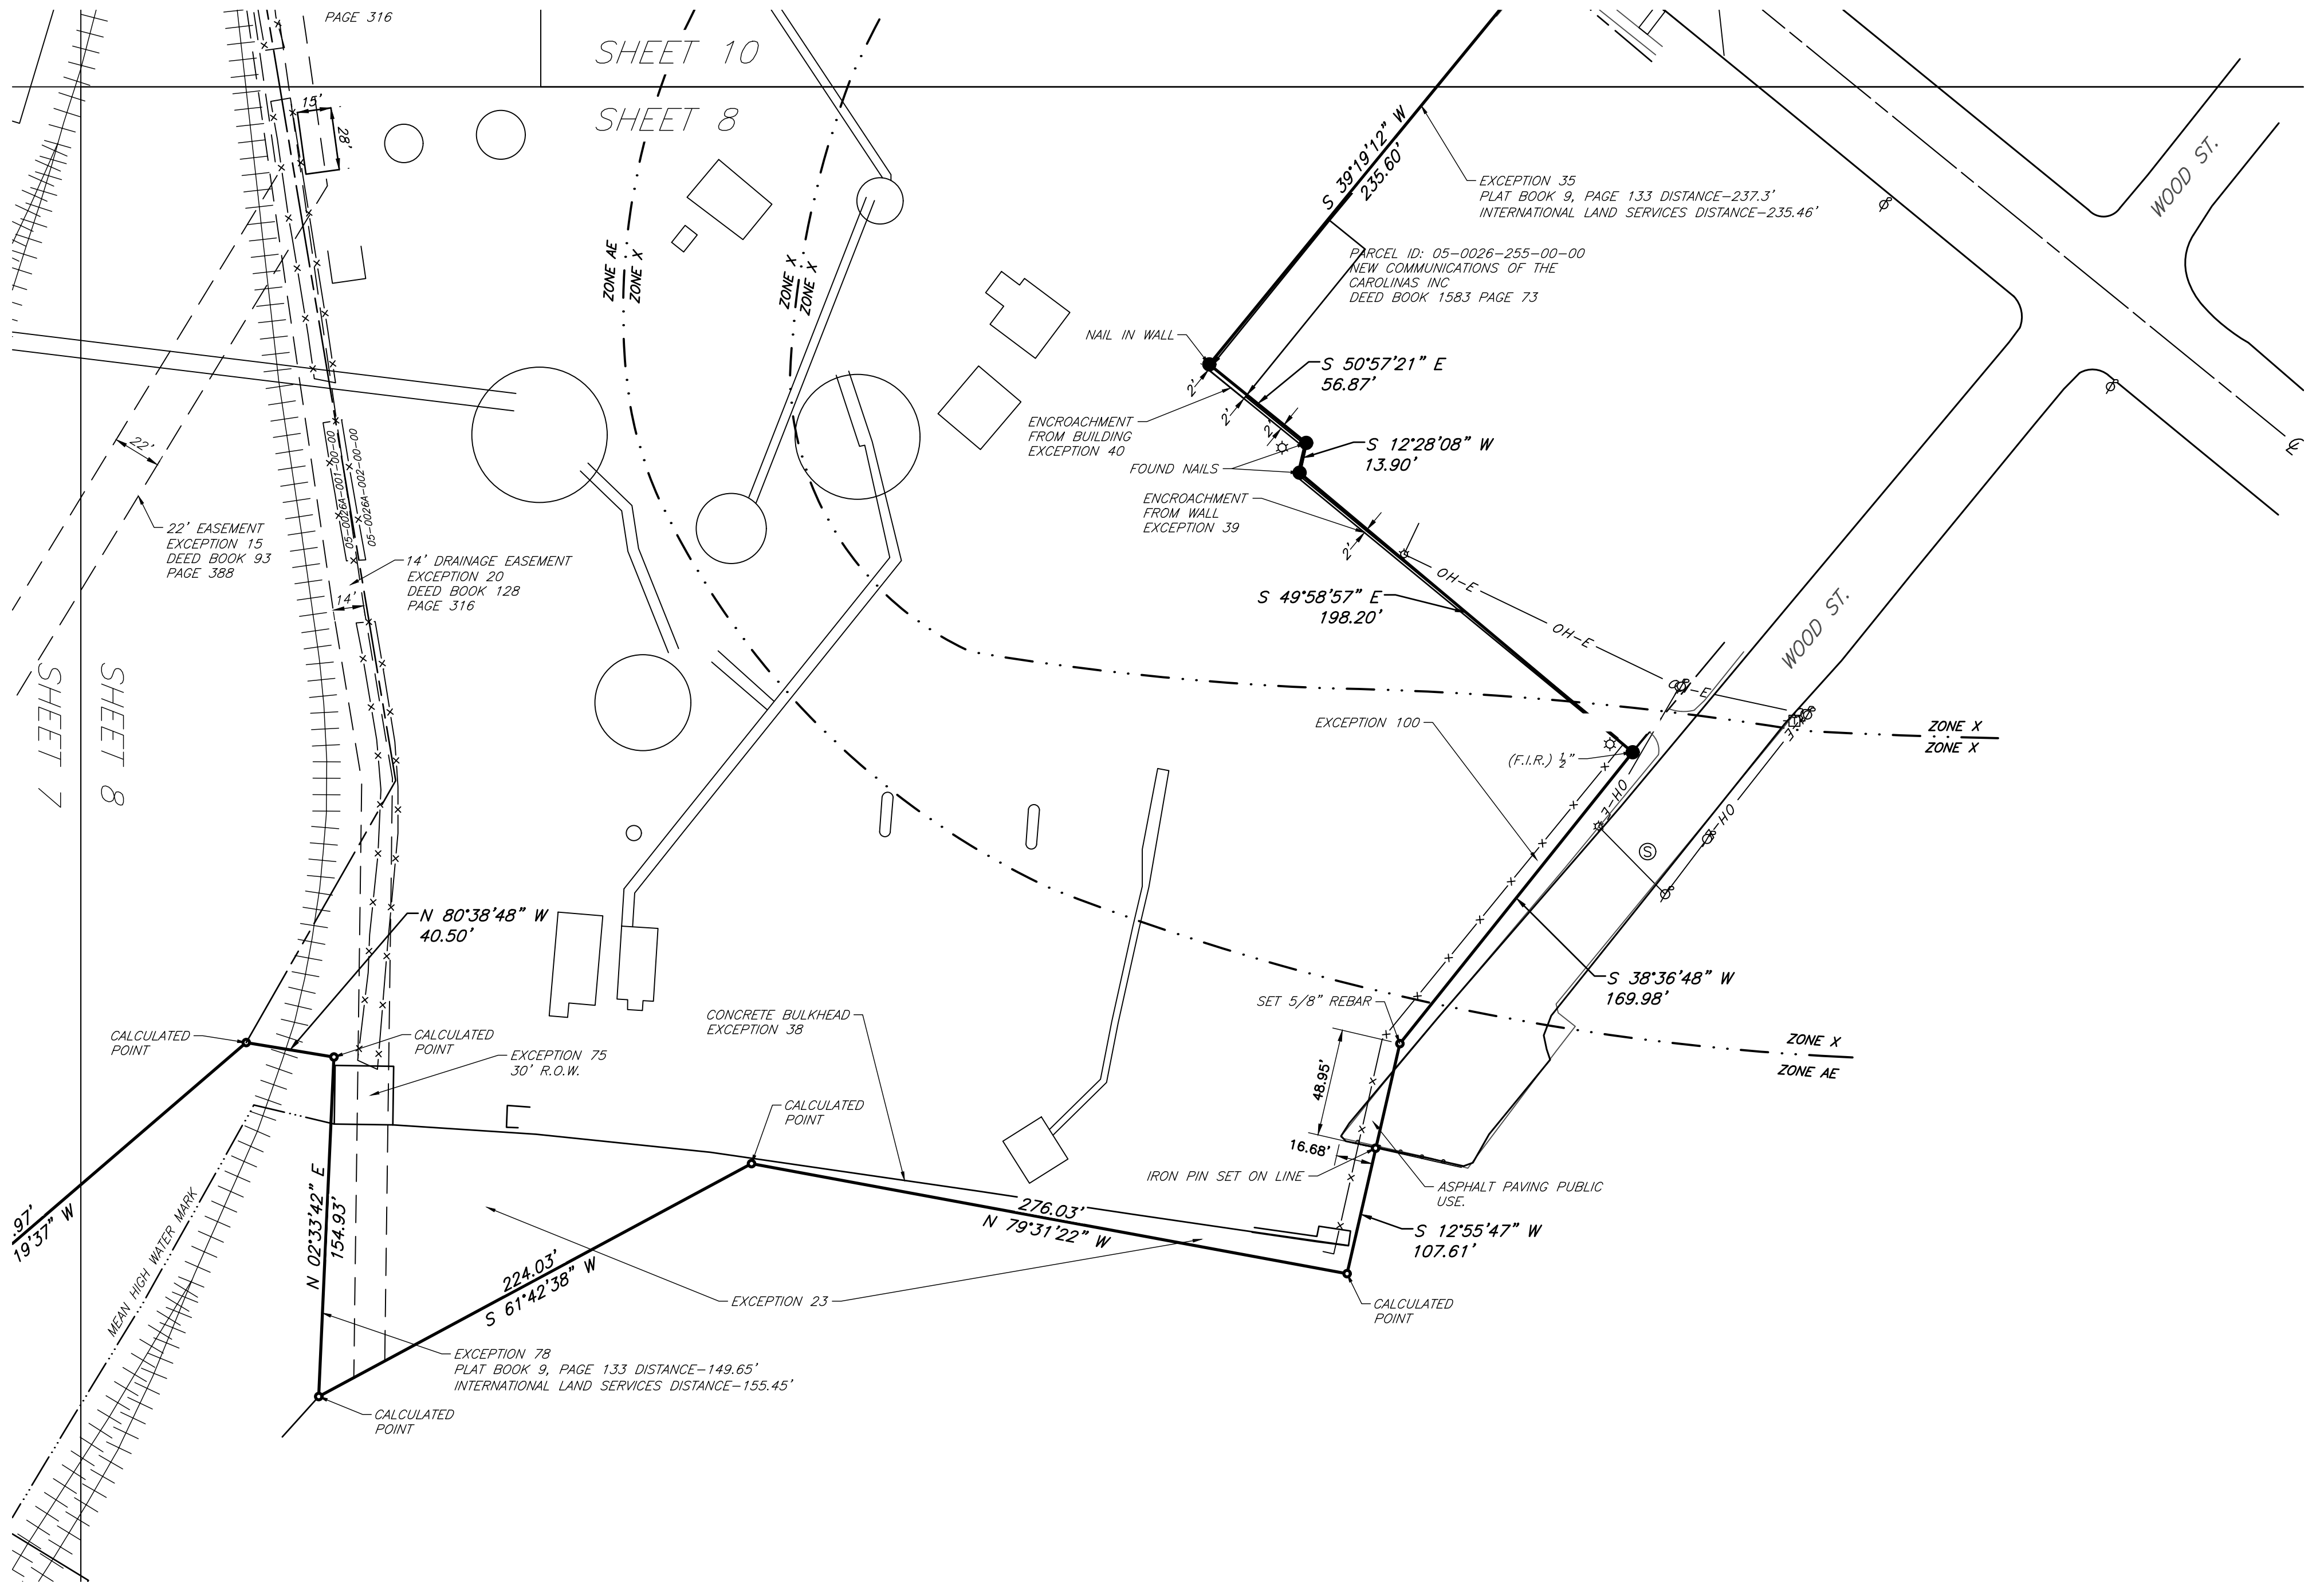 PAGE 316
SHEET 10
SHEET 8
15'
28'
S 39°19'12" W
235.60'
EXCEPTION 35
PLAT BOOK 9, PAGE 133 DISTANCE-237.3'
INTERNATIONAL LAND SERVICES DISTANCE-235.46'
WOOD ST.
PARCEL ID: 05-0026-255-00-00
NEW COMMUNICATIONS OF THE
CAROLINAS INC
DEED BOOK 1583 PAGE 73
ZONE AE
ZONE X
ZONE X
ZONE X
NAIL IN WALL
S 50°57'21" E
56.87'
2'
2'
2'
ENCROACHMENT
FROM BUILDING
EXCEPTION 40
S 12°28'08" W
13.90'
FOUND NAILS
ENCROACHMENT
FROM WALL
EXCEPTION 39
2'
22'
22' EASEMENT
EXCEPTION 15
DEED BOOK 93
PAGE 388
05-0026A-001-00-00
05-0026A-002-00-00
14' DRAINAGE EASEMENT
EXCEPTION 20
DEED BOOK 128
PAGE 316
14'
OH-E
OH-E
S 49°58'57" E
198.20'
WOOD ST.
SHEET 7
SHEET 8
EXCEPTION 100
(F.I.R.) ½"
ZONE X
ZONE X
OH-E
OH-E
S
N 80°38'48" W
40.50'
S 38°36'48" W
169.98'
SET 5/8" REBAR
CONCRETE BULKHEAD
EXCEPTION 38
CALCULATED
POINT
CALCULATED
POINT
EXCEPTION 75
30' R.O.W.
ZONE X
ZONE AE
48.95'
CALCULATED
POINT
16.68'
IRON PIN SET ON LINE
ASPHALT PAVING PUBLIC
USE.
.97'
19'37" W
MEAN HIGH WATER MARK
N 02°33'42" E
154.93'
276.03'
N 79°31'22" W
S 12°55'47" W
107.61'
224.03'
S 61°42'38" W
EXCEPTION 23
CALCULATED
POINT
EXCEPTION 78
PLAT BOOK 9, PAGE 133 DISTANCE-149.65'
INTERNATIONAL LAND SERVICES DISTANCE-155.45'
CALCULATED
POINT